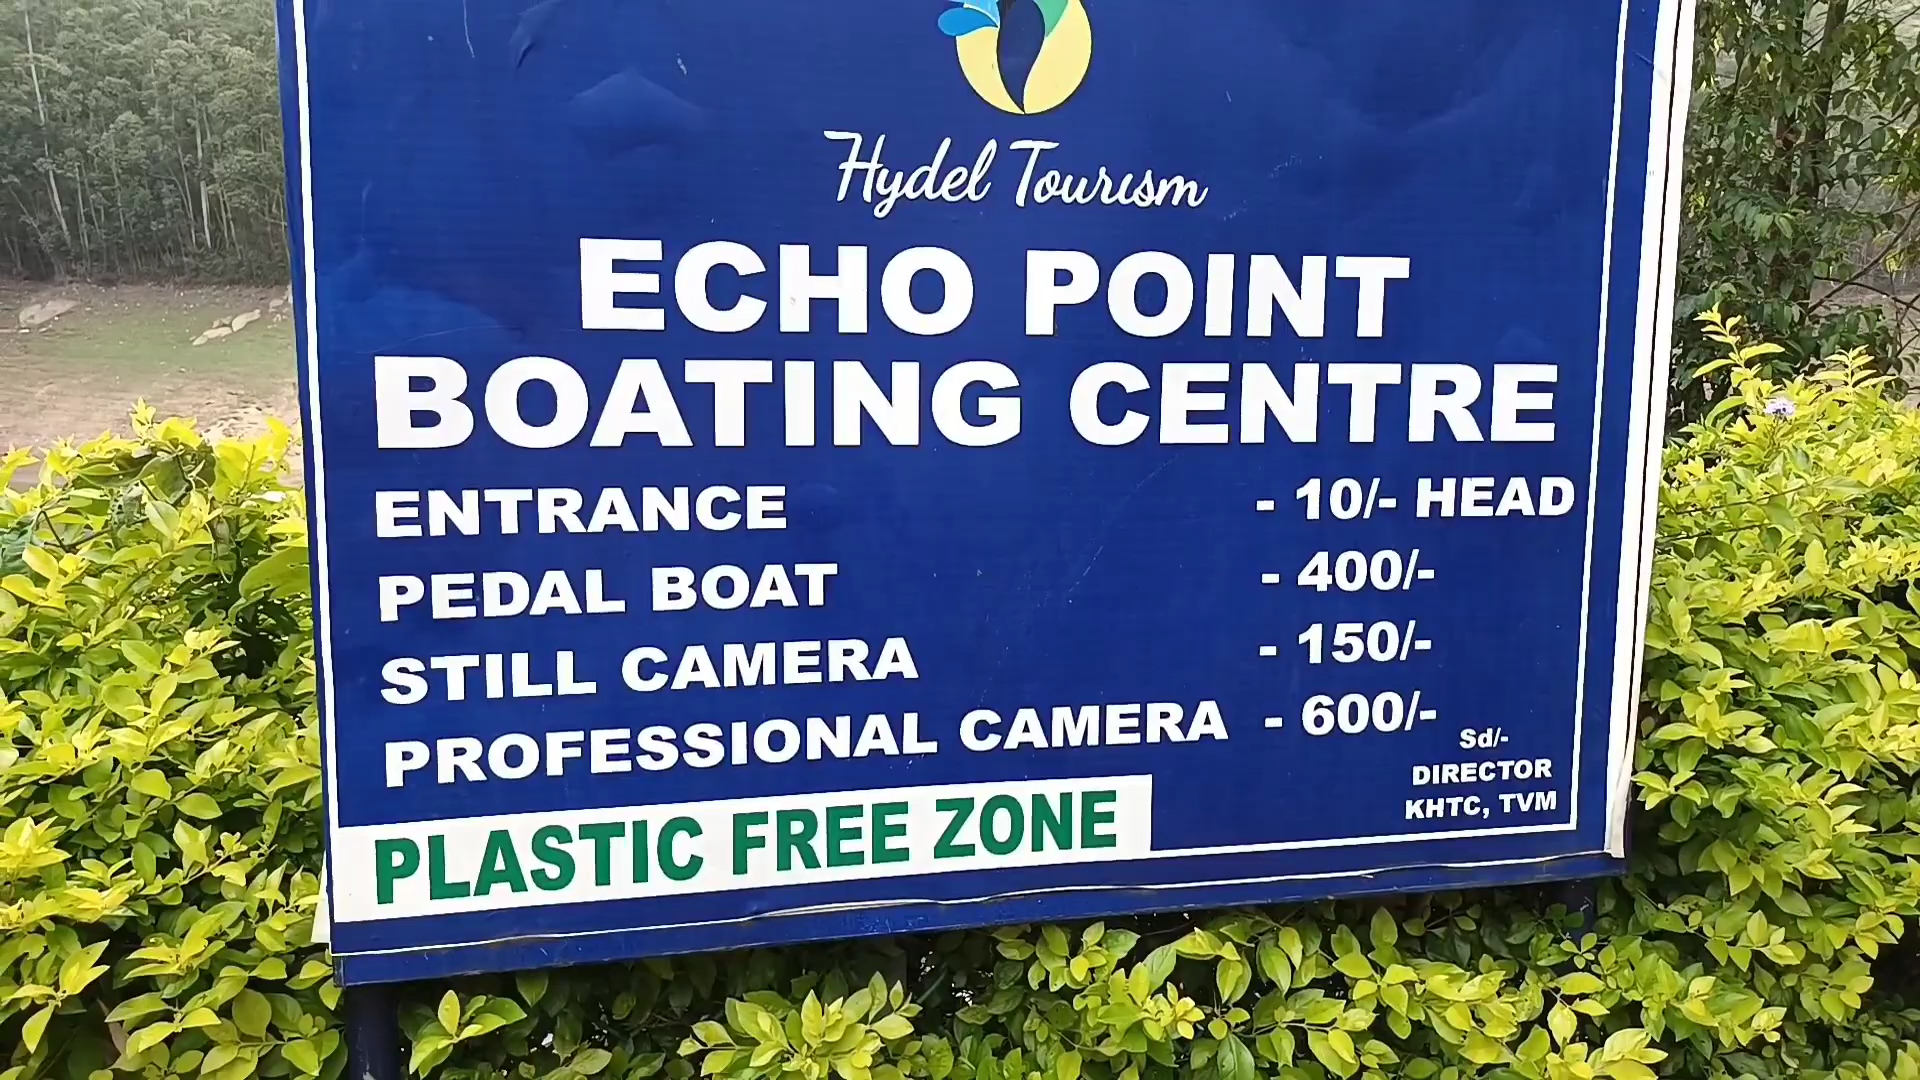 Hydel Tourism
ECHO POINT
BOATING CENTRE
ENTRANCE - 10/- HEAD
PEDAL BOAT - 400/-
STILL CAMERA - 150/-
PROFESSIONAL CAMERA - 600/-
Sd/-
DIRECTOR
KHTC, TVM
PLASTIC FREE ZONE